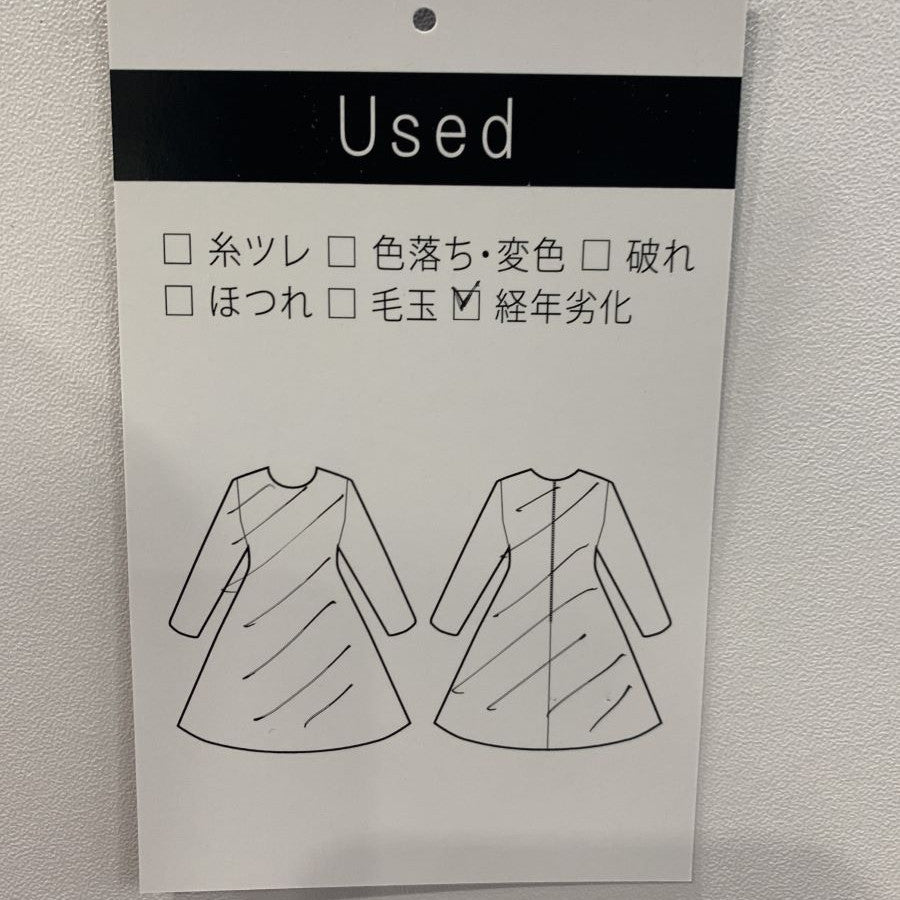 Used
□ 糸ツレ □ 色落ち・変色 □ 破れ
□ ほつれ □ 毛玉 ☑ 経年劣化